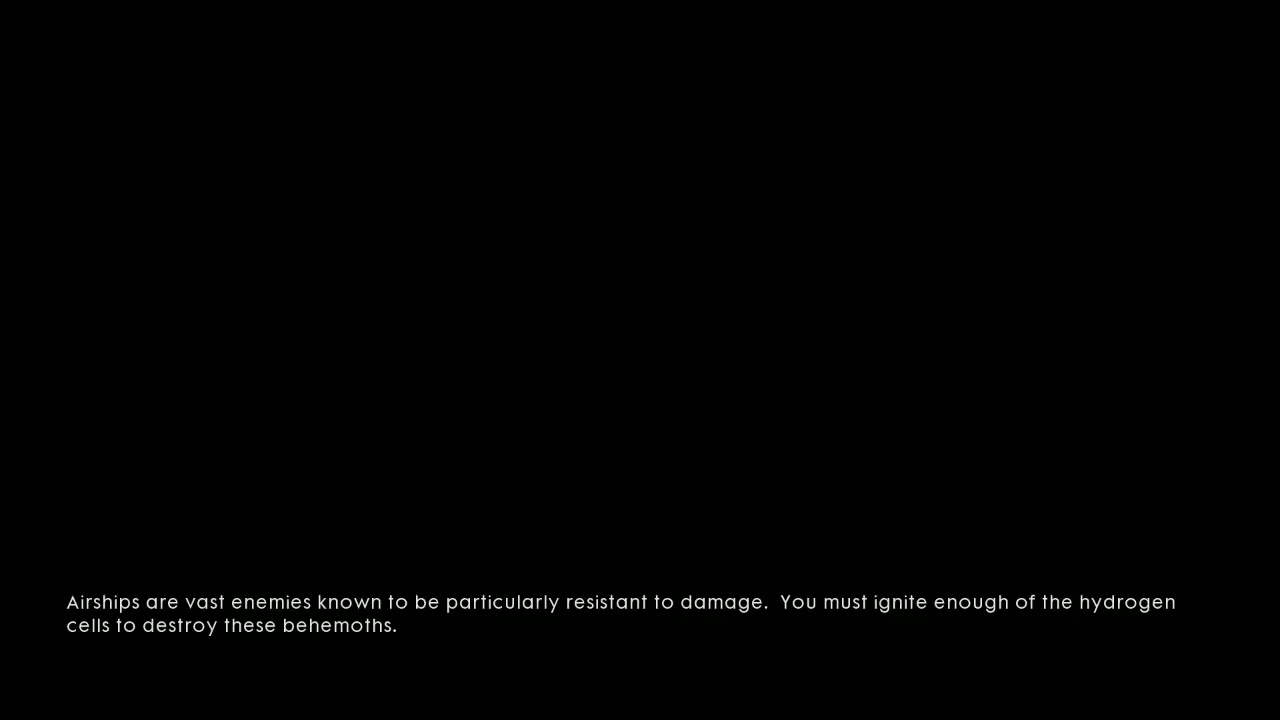 Airships are vast enemies known to be particularly resistant to damage.  You must ignite enough of the hydrogen
cells to destroy these behemoths.